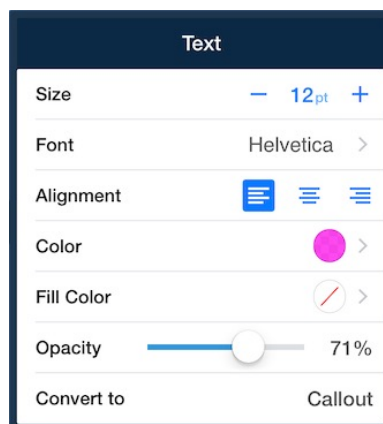 Text
Size 12pt
Font Helvetica
Alignment
Color
Fill Color
Opacity 71%
Convert to Callout